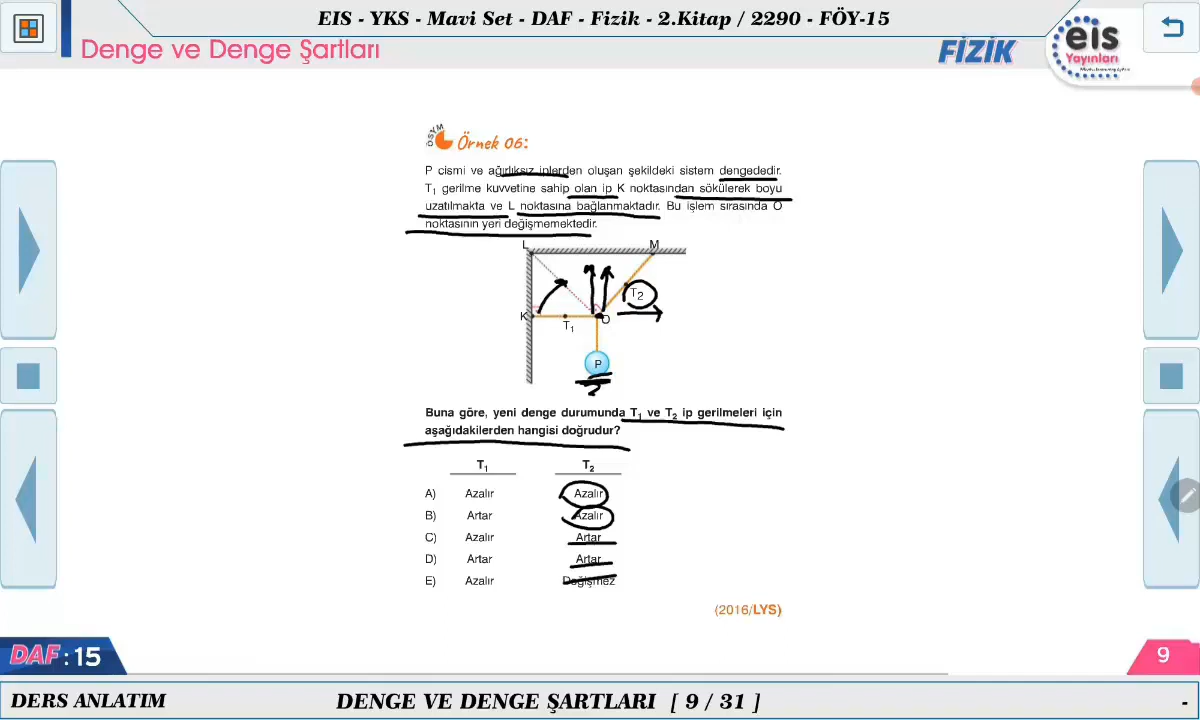 EIS - YKS - Mavi Set - DAF - Fizik - 2.Kitap / 2290 - FÖY-15
Denge ve Denge Şartları
FİZİK
eis
Yayınları
ÖSYM
Örnek 06:
P cismi ve ağırlıksız iplerden oluşan şekildeki sistem dengededir.
T₁ gerilme kuvvetine sahip olan ip K noktasından sökülerek boyu
uzatılmakta ve L noktasına bağlanmaktadır. Bu işlem sırasında O
noktasının yeri değişmemektedir.
L
M
T₂
K
O
T₁
P
Buna göre, yeni denge durumunda T₁ ve T₂ ip gerilmeleri için
aşağıdakilerden hangisi doğrudur?
T₁ T₂
A) Azalır Azalır
B) Artar Azalır
C) Azalır Artar
D) Artar Artar
E) Azalır Değişmez
(2016/LYS)
DAF : 15
9
DERS ANLATIM
DENGE VE DENGE ŞARTLARI [ 9 / 31 ]
-